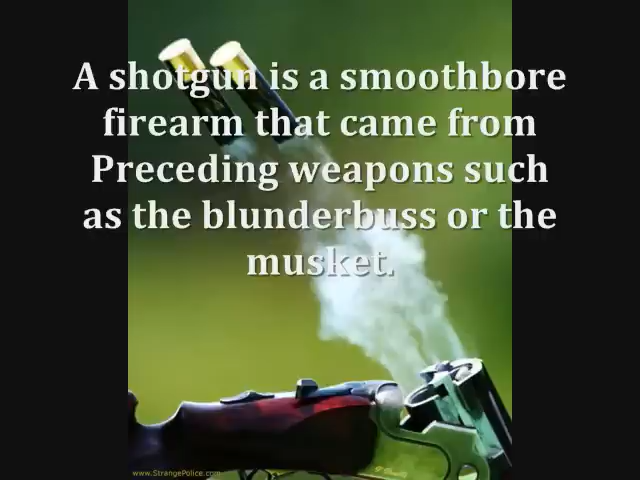 A shotgun is a smoothbore
firearm that came from
Preceding weapons such
as the blunderbuss or the
musket.
www.StrangePolice.com